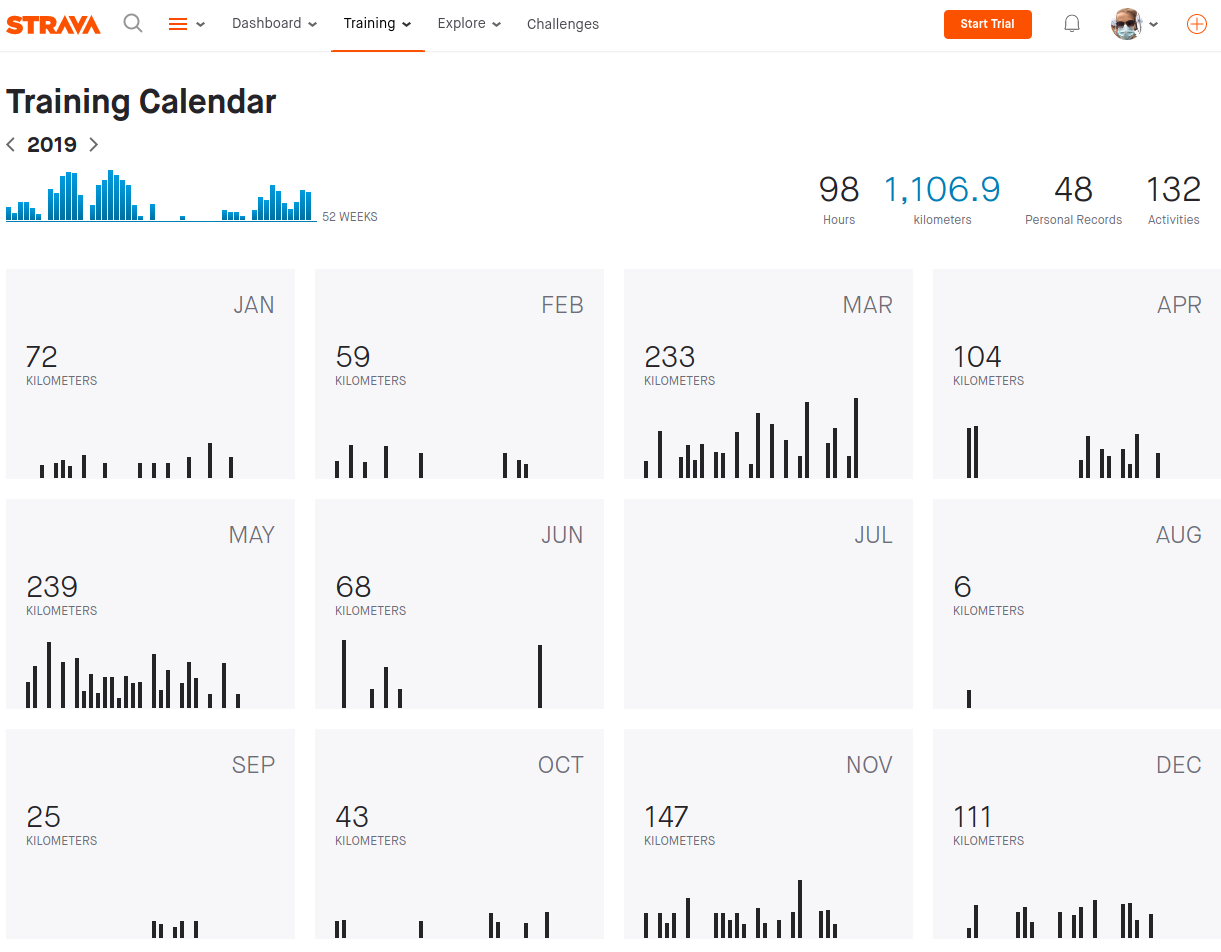 STRAVA Dashboard Training Explore Challenges Start Trial
Training Calendar
2019
52 WEEKS
98 1,106.9 48 132
Hours kilometers Personal Records Activities
JAN FEB MAR APR
72 59 233 104
KILOMETERS KILOMETERS KILOMETERS KILOMETERS
MAY JUN JUL AUG
239 68 6
KILOMETERS KILOMETERS KILOMETERS
SEP OCT NOV DEC
25 43 147 111
KILOMETERS KILOMETERS KILOMETERS KILOMETERS